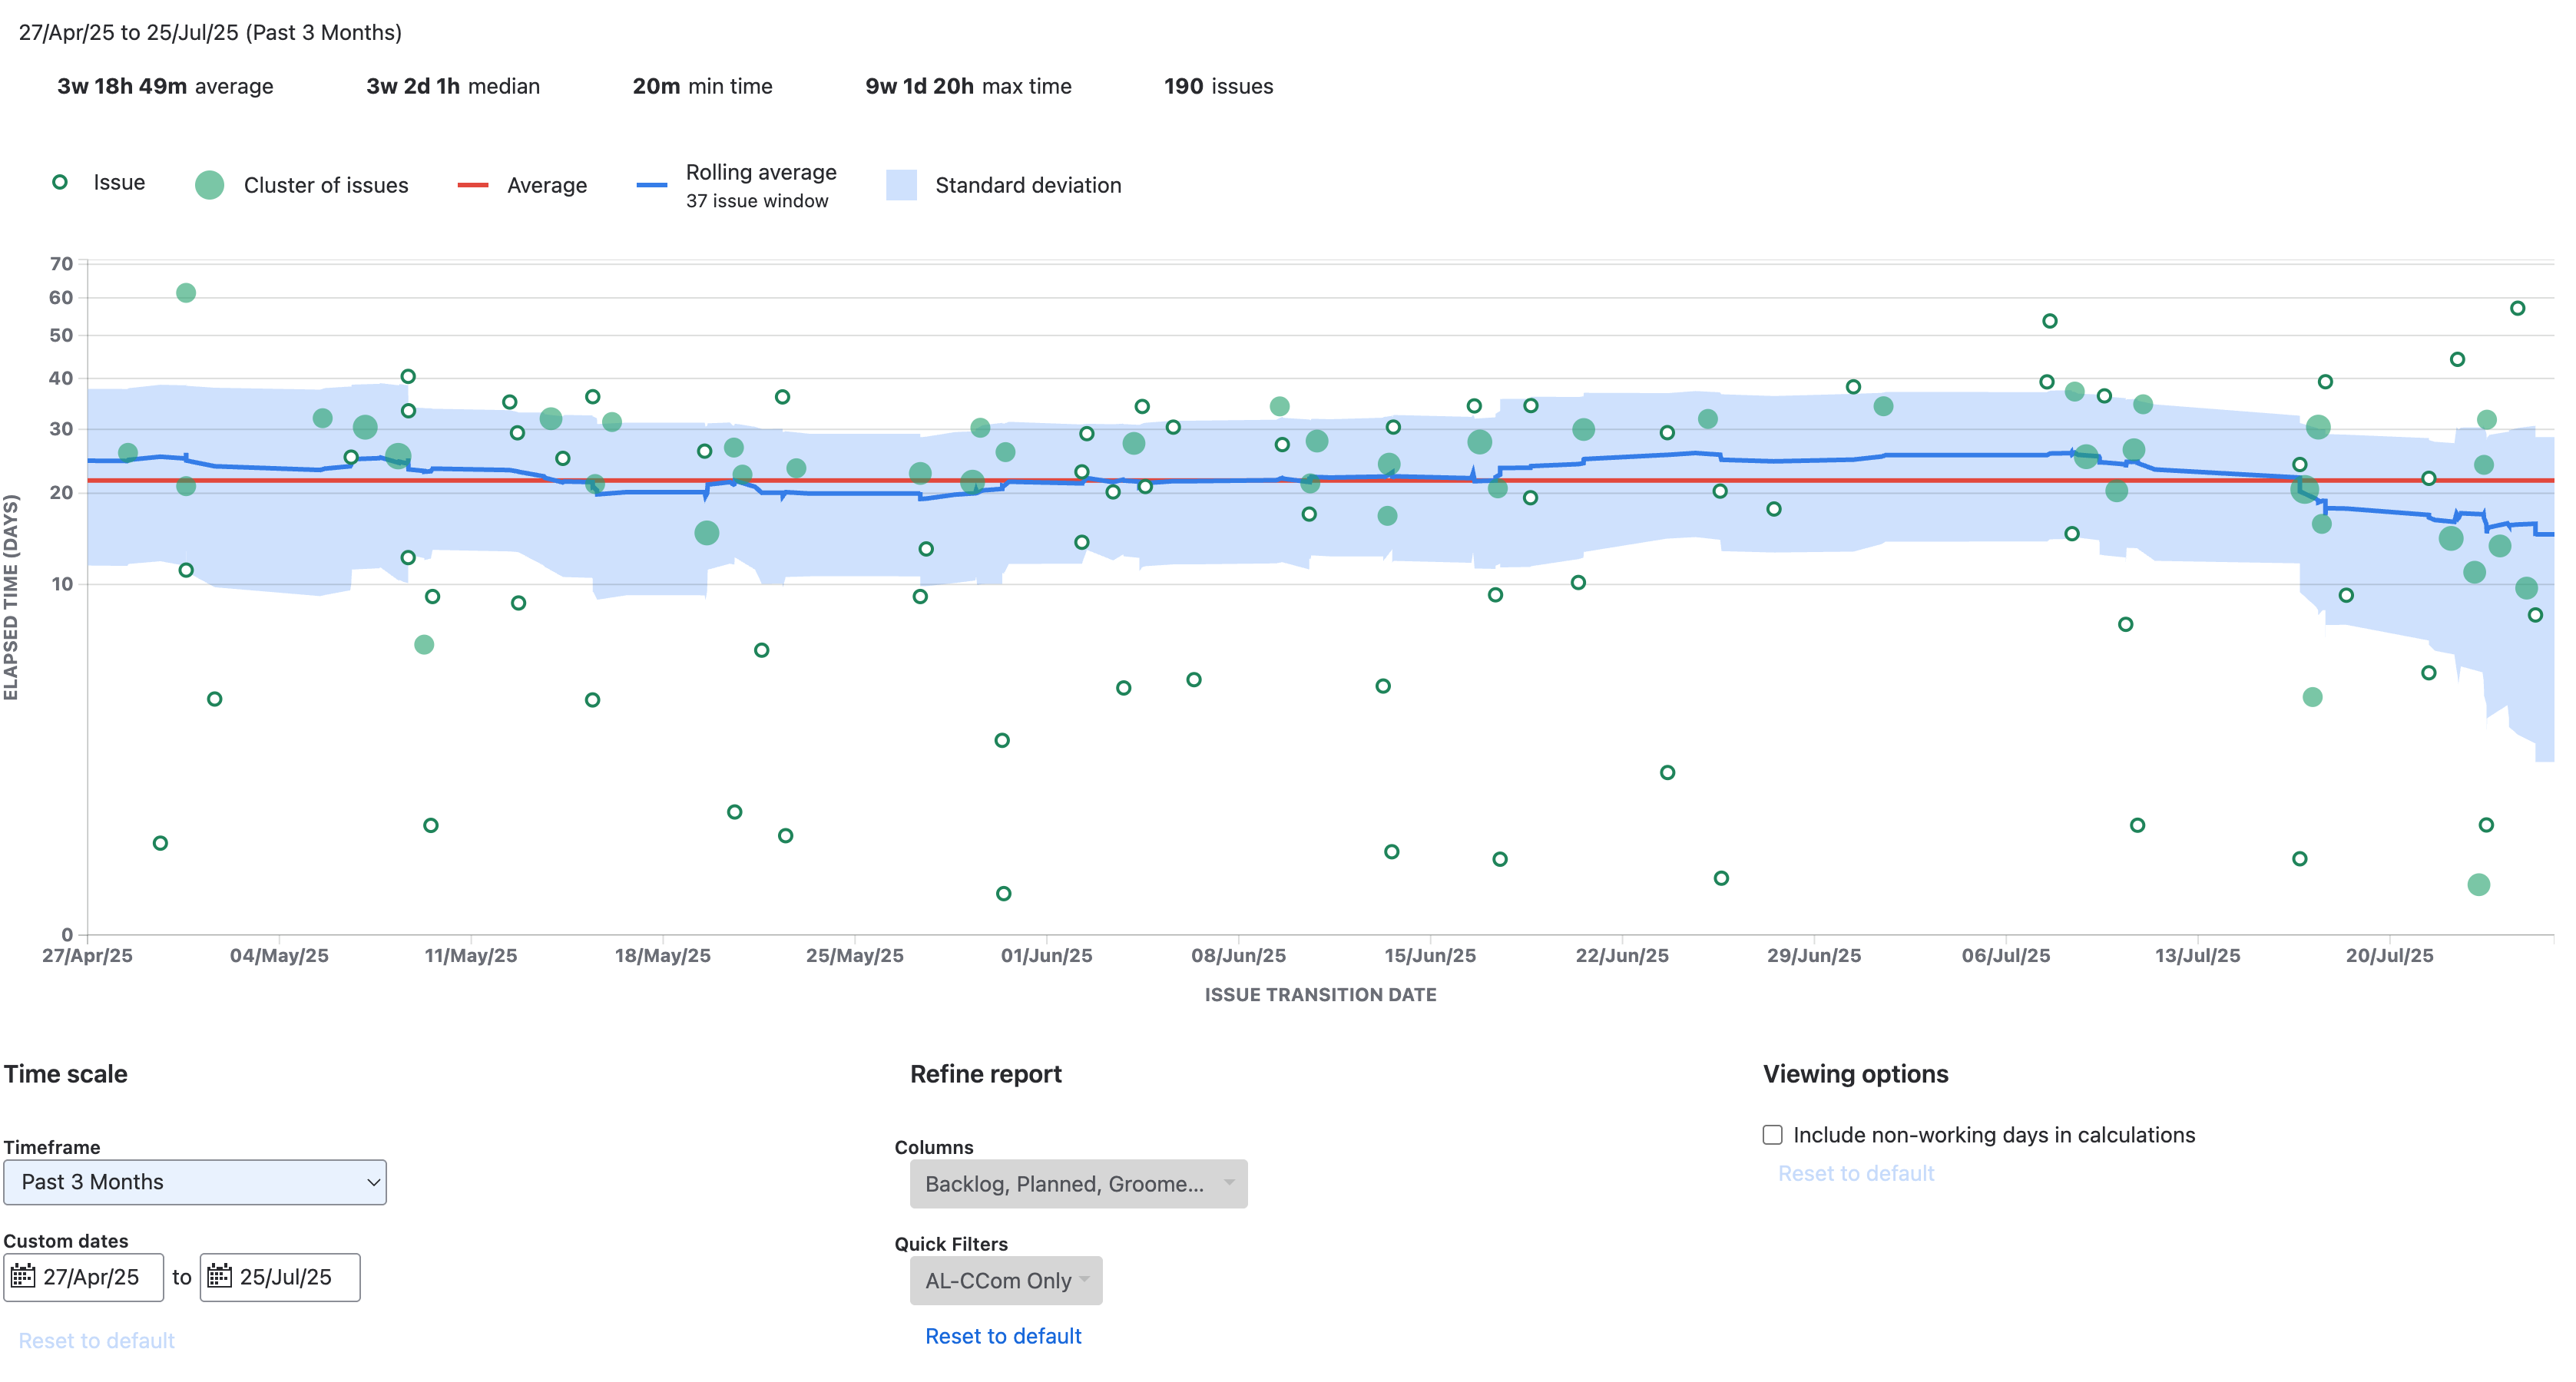 27/Apr/25 to 25/Jul/25 (Past 3 Months)
3w 18h 49m average 3w 2d 1h median 20m min time 9w 1d 20h max time 190 issues
Issue Cluster of issues Average Rolling average Standard deviation
37 issue window
ELAPSED TIME (DAYS)
70
60
50
40
30
20
10
0
27/Apr/25 04/May/25 11/May/25 18/May/25 25/May/25 01/Jun/25 08/Jun/25 15/Jun/25 22/Jun/25 29/Jun/25 06/Jul/25 13/Jul/25 20/Jul/25
ISSUE TRANSITION DATE
Time scale
Timeframe
Past 3 Months
Custom dates
27/Apr/25 to 25/Jul/25
Reset to default
Refine report
Columns
Backlog, Planned, Groome...
Quick Filters
AL-CCom Only
Reset to default
Viewing options
Include non-working days in calculations
Reset to default